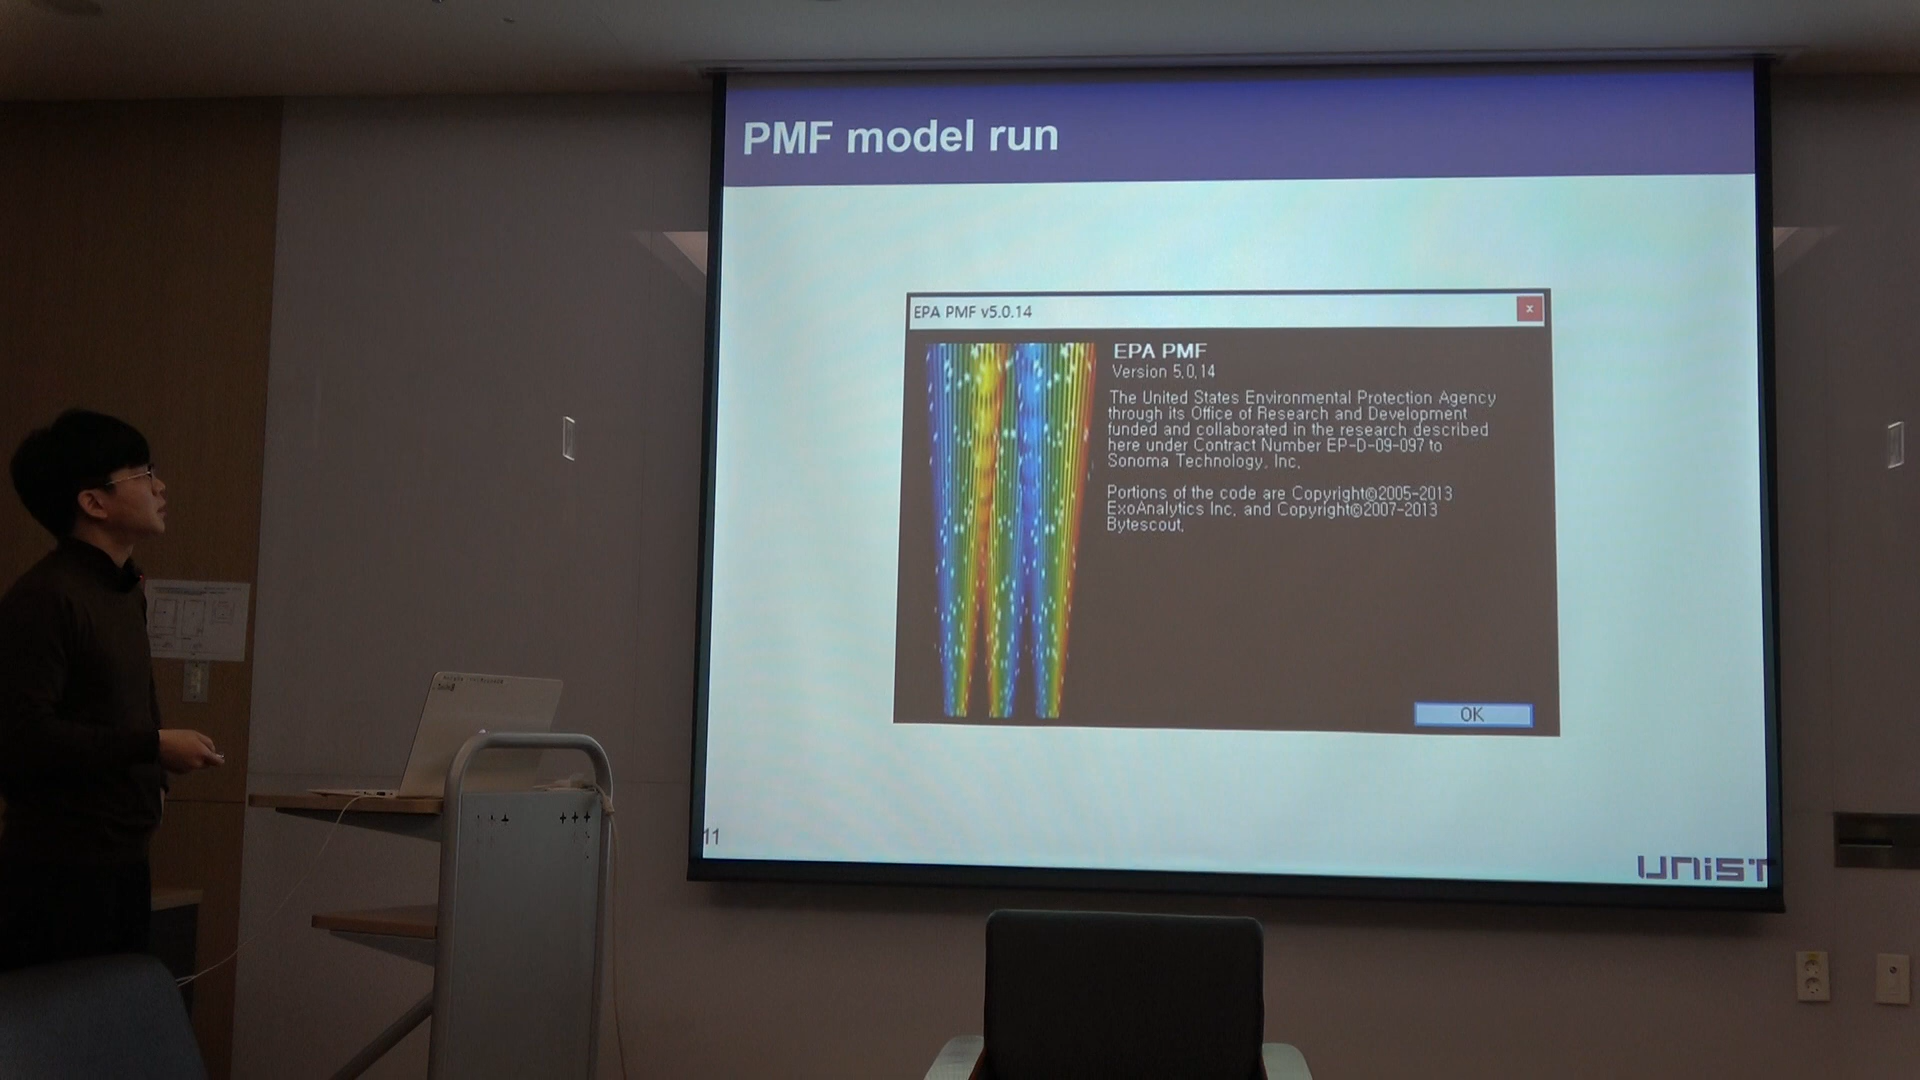 PMF model run
EPA PMF v5.0.14
x
EPA PMF
Version 5.0.14
The United States Environmental Protection Agency
through its Office of Research and Development
funded and collaborated in the research described
here under Contract Number EP-D-09-097 to
Sonoma Technology, Inc.
Portions of the code are Copyright©2005-2013
ExoAnalytics Inc. and Copyright©2007-2013
Bytescout.
OK
11
UNIST